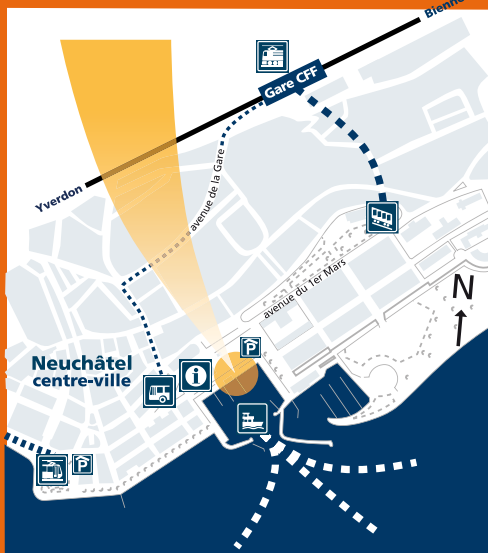 Bienne
Gare CFF
Yverdon
avenue de la Gare
avenue du 1er Mars
N
P
i
Neuchâtel
centre-ville
P